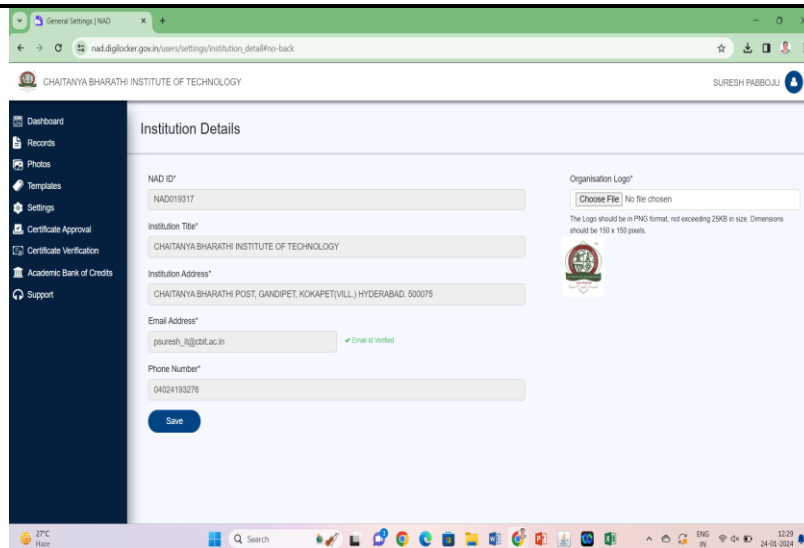 General Settings | NAD
nad.digilocker.gov.in/users/settings/institution_detail#no-back
CHAITANYA BHARATHI INSTITUTE OF TECHNOLOGY
SURESH PABBOJU
Dashboard
Records
Photos
Templates
Settings
Certificate Approval
Certificate Verification
Academic Bank of Credits
Support
Institution Details
NAD ID*
NAD019317
Institution Title*
CHAITANYA BHARATHI INSTITUTE OF TECHNOLOGY
Institution Address*
CHAITANYA BHARATHI POST, GANDIPET, KOKAPET(VILL.) HYDERABAD. 500075
Email Address*
psuresh_it@cbit.ac.in
Email Id Verified
Phone Number*
04024193276
Save
Organisation Logo*
Choose File No file chosen
The Logo should be in PNG format, not exceeding 25KB in size. Dimensions
should be 150 x 150 pixels.
27°C
Haze
Search
ENG
IN
12:29
24-01-2024